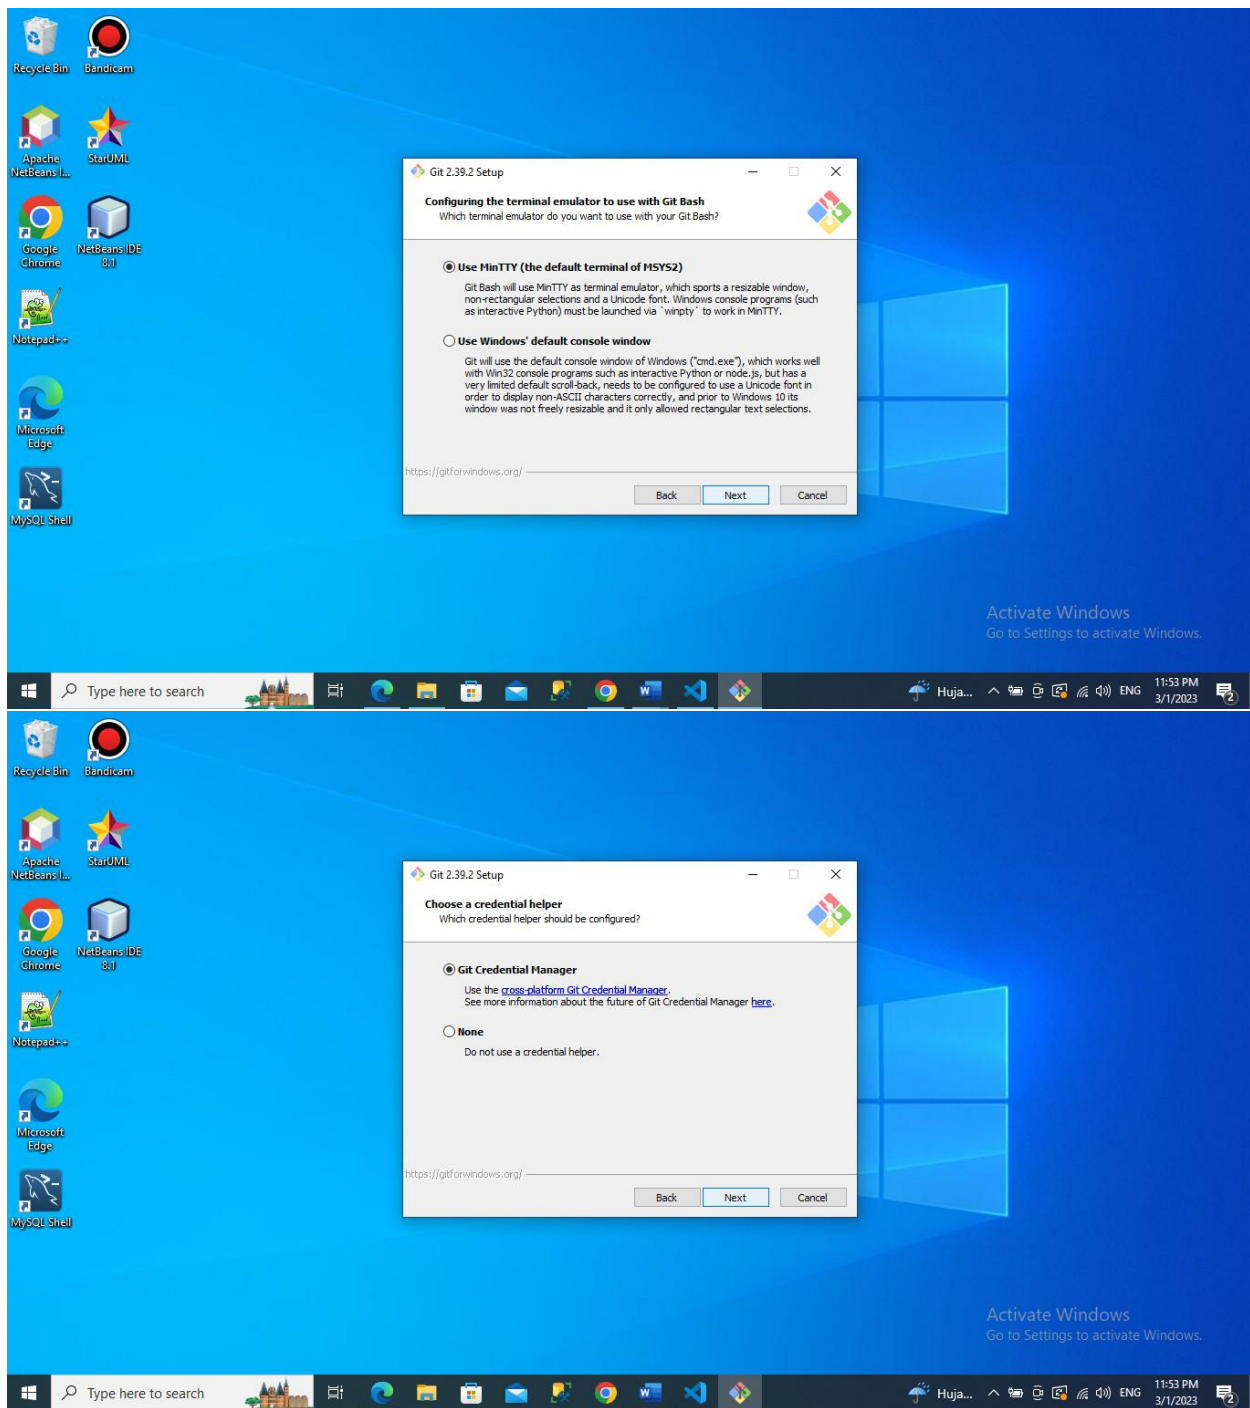 Recycle Bin
Bandicam
Apache
NetBeans I...
StarUML
Google
Chrome
NetBeans IDE
8.1
Notepad++
Microsoft
Edge
MySQL Shell
Git 2.39.2 Setup
Configuring the terminal emulator to use with Git Bash
Which terminal emulator do you want to use with your Git Bash?
Use MinTTY (the default terminal of MSYS2)
Git Bash will use MinTTY as terminal emulator, which sports a resizable window,
non-rectangular selections and a Unicode font. Windows console programs (such
as interactive Python) must be launched via `winpty` to work in MinTTY.
Use Windows' default console window
Git will use the default console window of Windows ("cmd.exe"), which works well
with Win32 console programs such as interactive Python or node.js, but has a
very limited default scroll-back, needs to be configured to use a Unicode font in
order to display non-ASCII characters correctly, and prior to Windows 10 its
window was not freely resizable and it only allowed rectangular text selections.
https://gitforwindows.org/
Back
Next
Cancel
Activate Windows
Go to Settings to activate Windows.
Type here to search
Huja...
ENG
11:53 PM
3/1/2023
2
Recycle Bin
Bandicam
Apache
NetBeans I...
StarUML
Google
Chrome
NetBeans IDE
8.1
Notepad++
Microsoft
Edge
MySQL Shell
Git 2.39.2 Setup
Choose a credential helper
Which credential helper should be configured?
Git Credential Manager
Use the cross-platform Git Credential Manager.
See more information about the future of Git Credential Manager here.
None
Do not use a credential helper.
https://gitforwindows.org/
Back
Next
Cancel
Activate Windows
Go to Settings to activate Windows.
Type here to search
Huja...
ENG
11:53 PM
3/1/2023
2